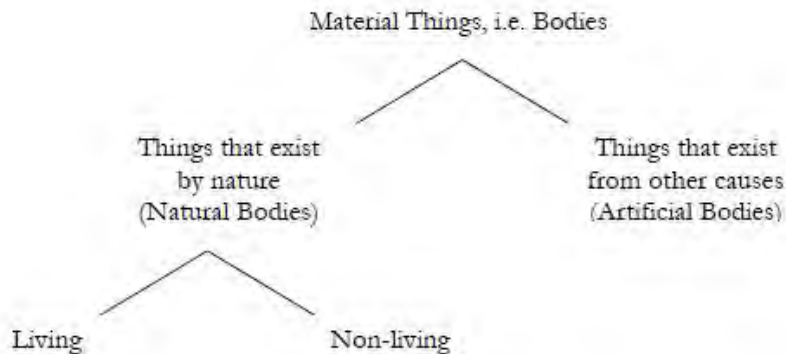 Material Things, i.e. Bodies
Things that exist
by nature
(Natural Bodies)
Things that exist
from other causes
(Artificial Bodies)
Living
Non-living